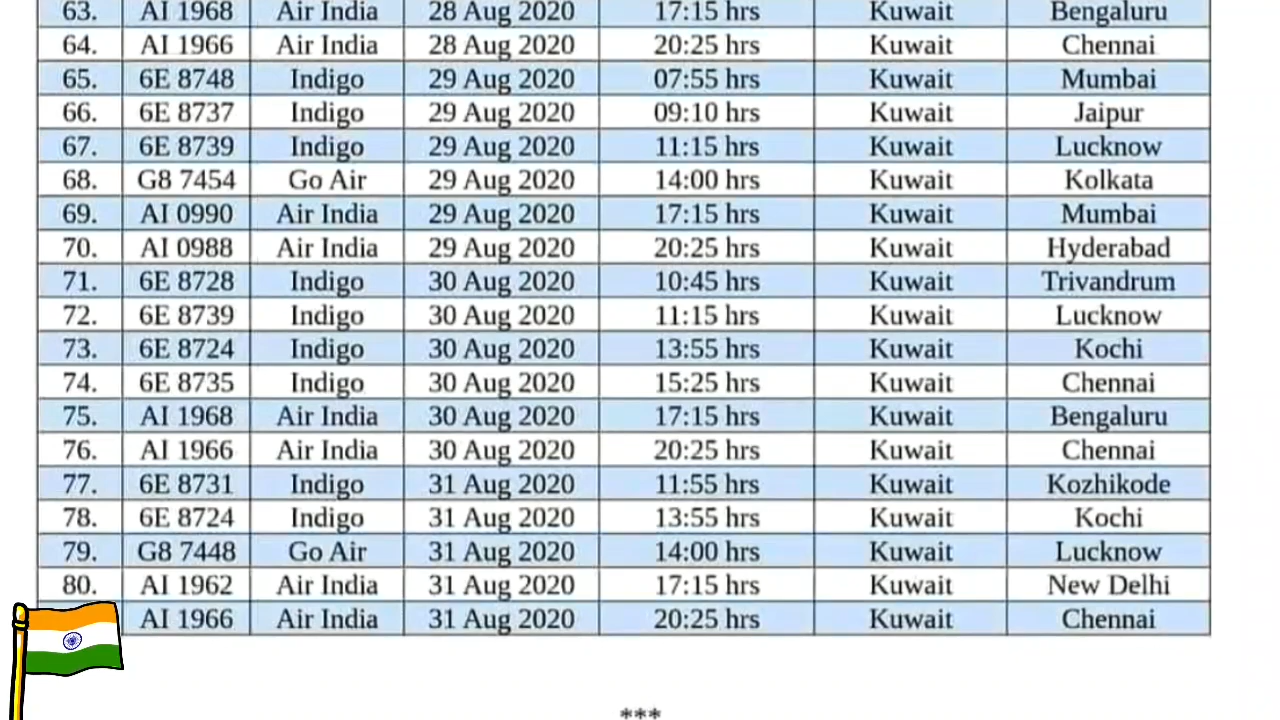 63. AI 1968 Air India 28 Aug 2020 17:15 hrs Kuwait Bengaluru
64. AI 1966 Air India 28 Aug 2020 20:25 hrs Kuwait Chennai
65. 6E 8748 Indigo 29 Aug 2020 07:55 hrs Kuwait Mumbai
66. 6E 8737 Indigo 29 Aug 2020 09:10 hrs Kuwait Jaipur
67. 6E 8739 Indigo 29 Aug 2020 11:15 hrs Kuwait Lucknow
68. G8 7454 Go Air 29 Aug 2020 14:00 hrs Kuwait Kolkata
69. AI 0990 Air India 29 Aug 2020 17:15 hrs Kuwait Mumbai
70. AI 0988 Air India 29 Aug 2020 20:25 hrs Kuwait Hyderabad
71. 6E 8728 Indigo 30 Aug 2020 10:45 hrs Kuwait Trivandrum
72. 6E 8739 Indigo 30 Aug 2020 11:15 hrs Kuwait Lucknow
73. 6E 8724 Indigo 30 Aug 2020 13:55 hrs Kuwait Kochi
74. 6E 8735 Indigo 30 Aug 2020 15:25 hrs Kuwait Chennai
75. AI 1968 Air India 30 Aug 2020 17:15 hrs Kuwait Bengaluru
76. AI 1966 Air India 30 Aug 2020 20:25 hrs Kuwait Chennai
77. 6E 8731 Indigo 31 Aug 2020 11:55 hrs Kuwait Kozhikode
78. 6E 8724 Indigo 31 Aug 2020 13:55 hrs Kuwait Kochi
79. G8 7448 Go Air 31 Aug 2020 14:00 hrs Kuwait Lucknow
80. AI 1962 Air India 31 Aug 2020 17:15 hrs Kuwait New Delhi
AI 1966 Air India 31 Aug 2020 20:25 hrs Kuwait Chennai
***